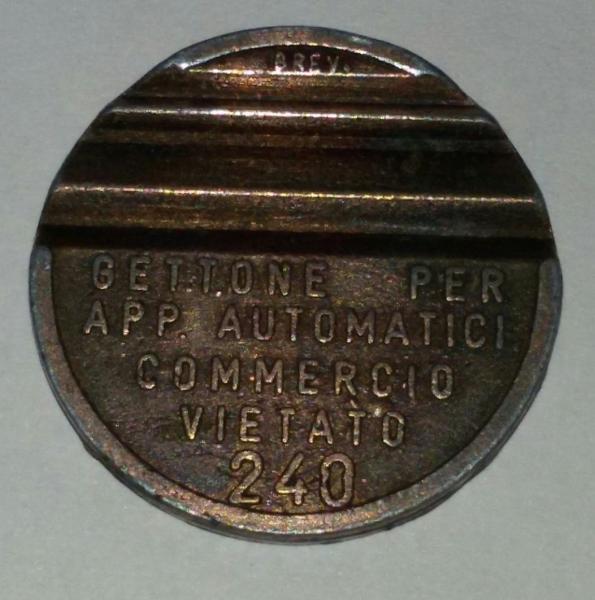 BREV.
GETTONE PER
APP. AUTOMATICI
COMMERCIO
VIETATO
240